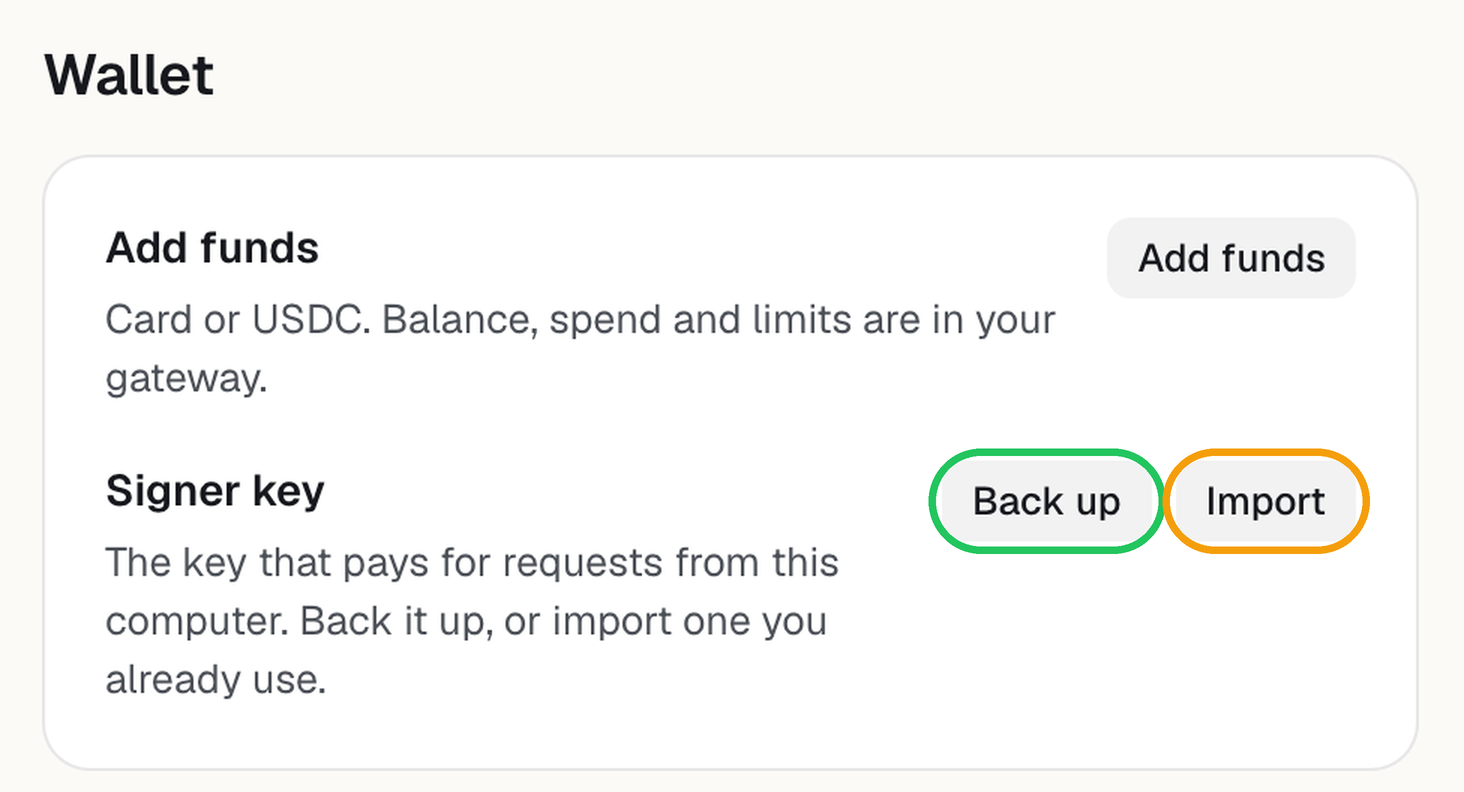 Wallet
Add funds
Add funds
Card or USDC. Balance, spend and limits are in your
gateway.
Signer key
Back up
Import
The key that pays for requests from this
computer. Back it up, or import one you
already use.